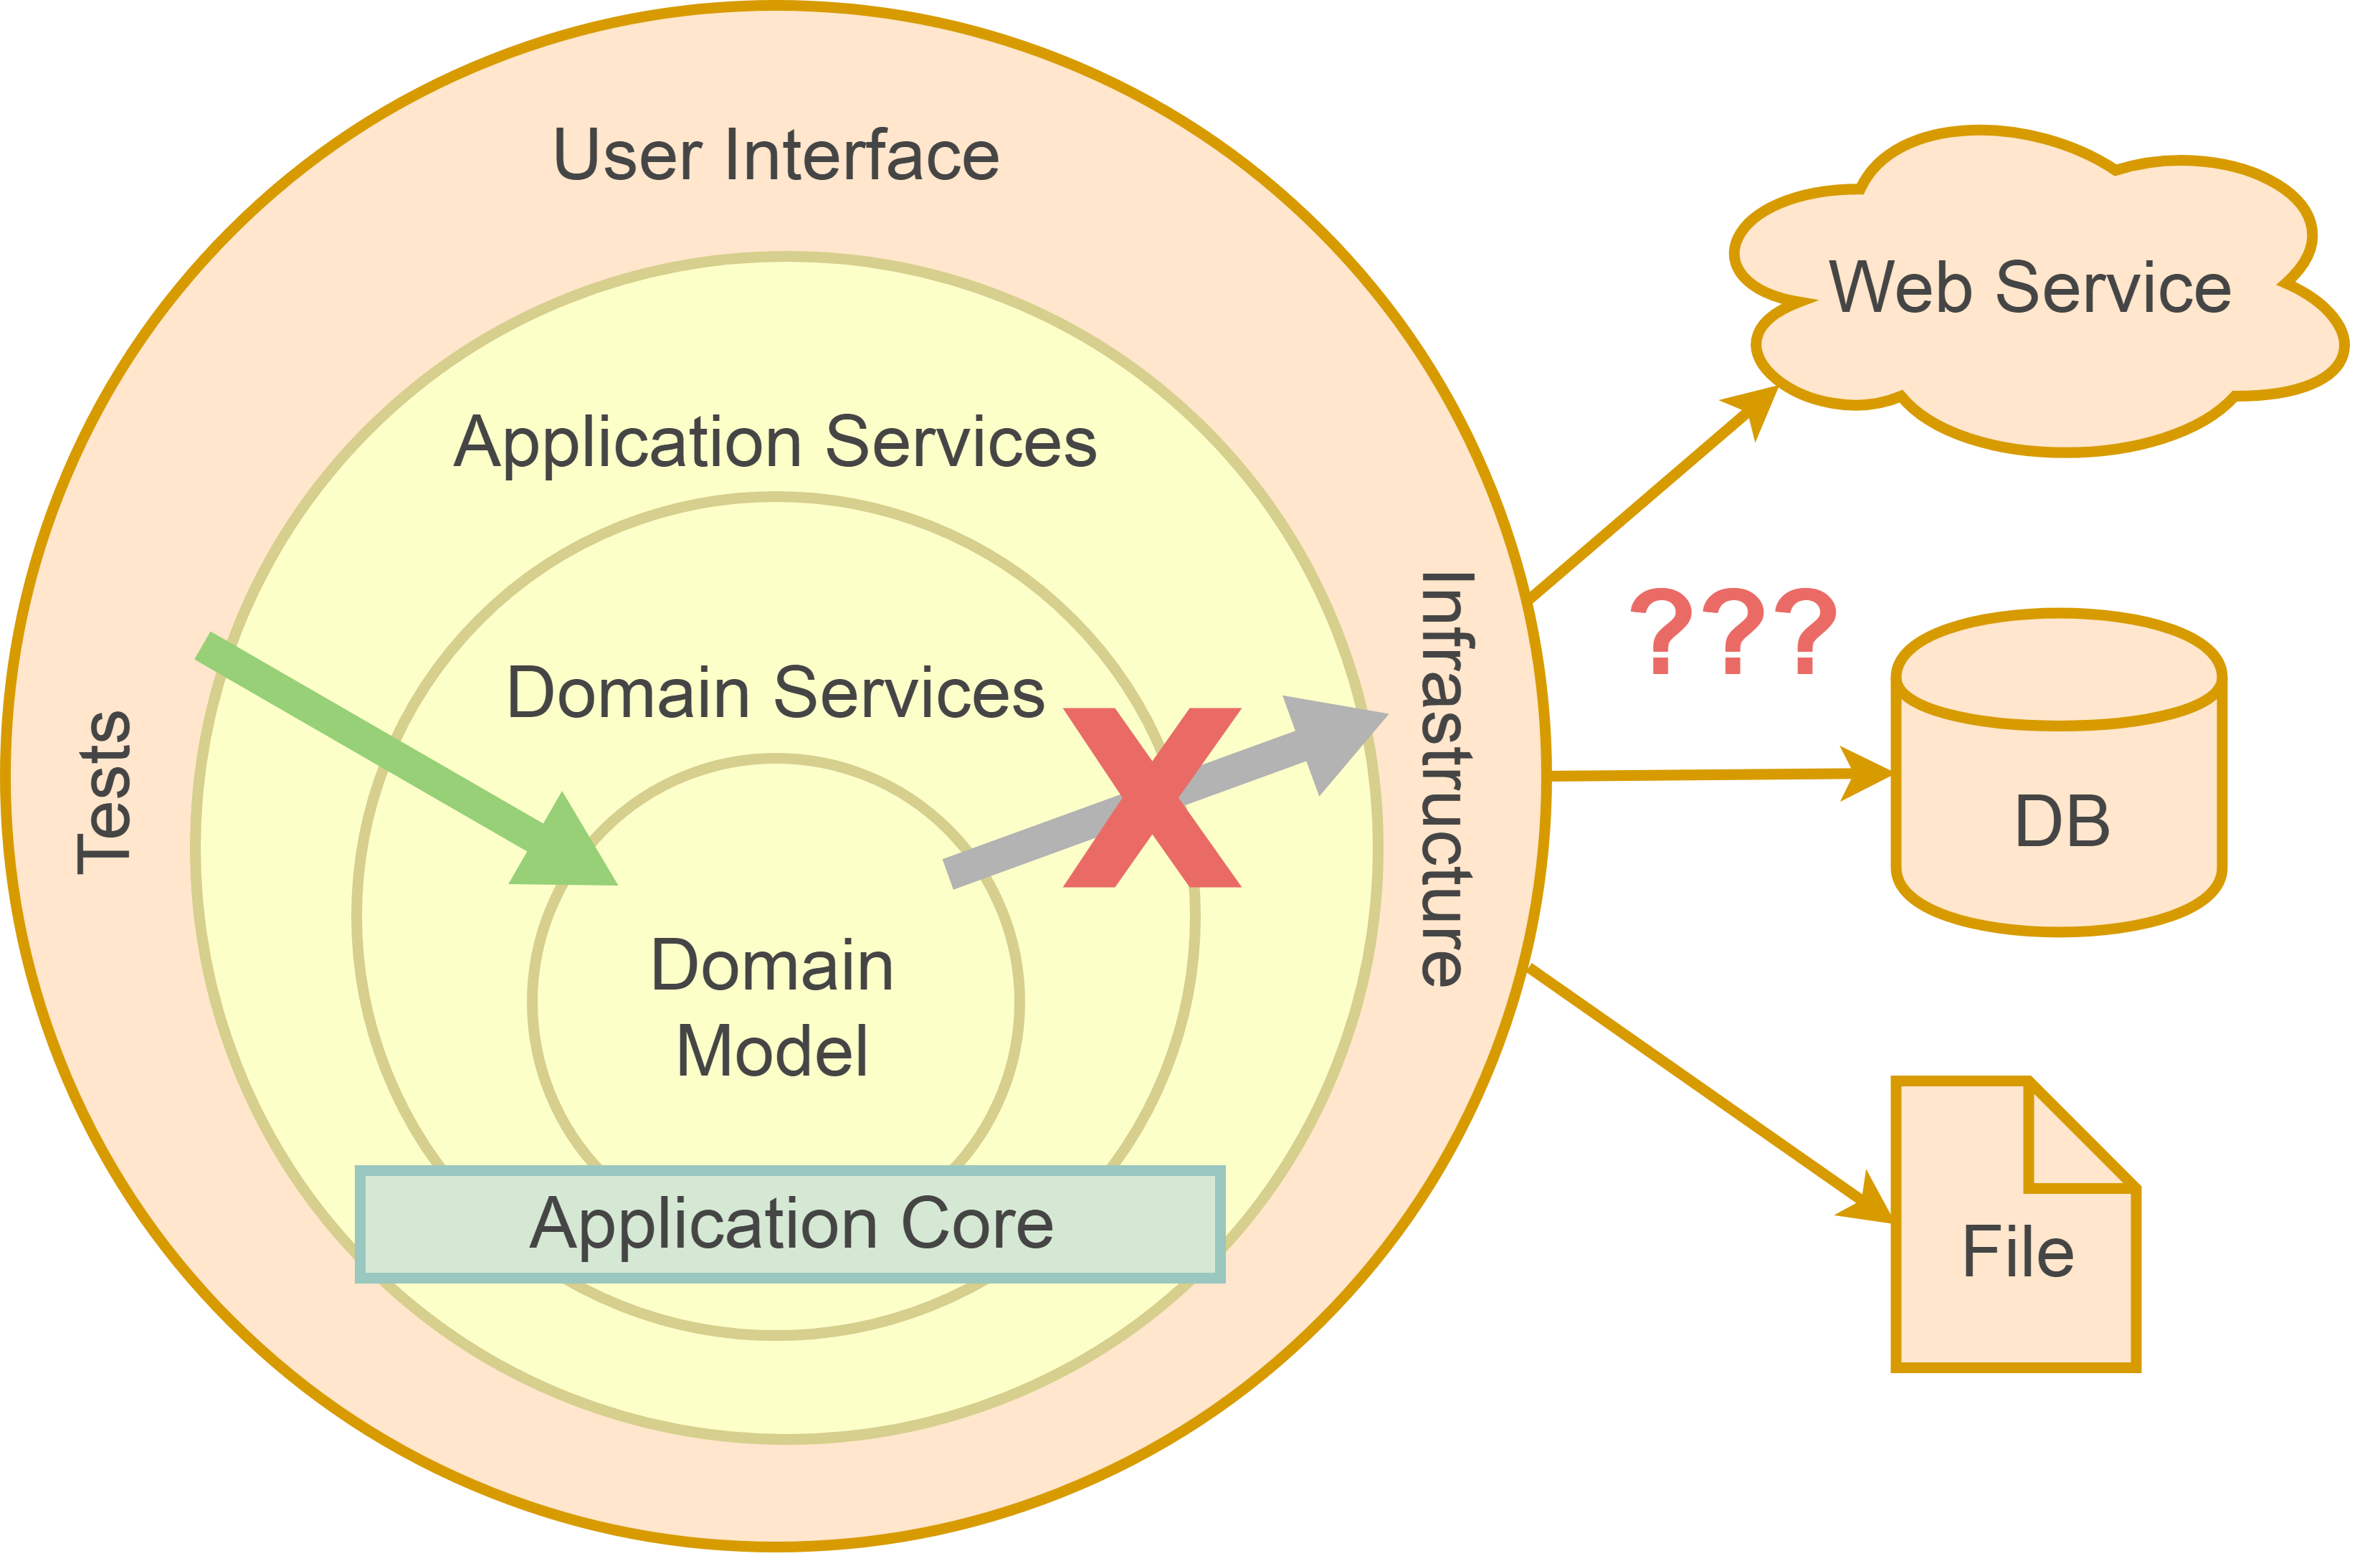 User Interface
Web Service
Application Services
Infrastructure
???
Domain Services
X
Tests
DB
Domain
Model
Application Core
File